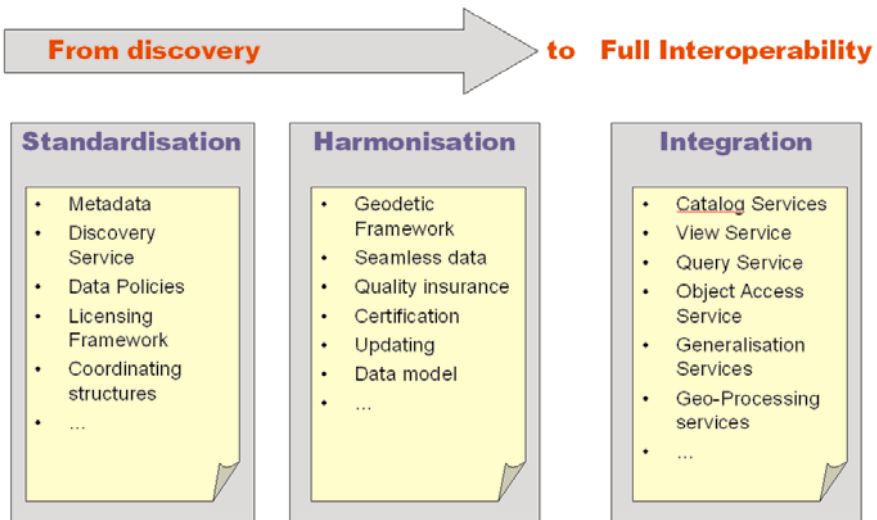 From discovery to Full Interoperability
Standardisation
• Metadata
• Discovery
Service
• Data Policies
• Licensing
Framework
• Coordinating
structures
• ...
Harmonisation
• Geodetic
Framework
• Seamless data
• Quality insurance
• Certification
• Updating
• Data model
• ...
Integration
• Catalog Services
• View Service
• Query Service
• Object Access
Service
• Generalisation
Services
• Geo-Processing
services
• ...